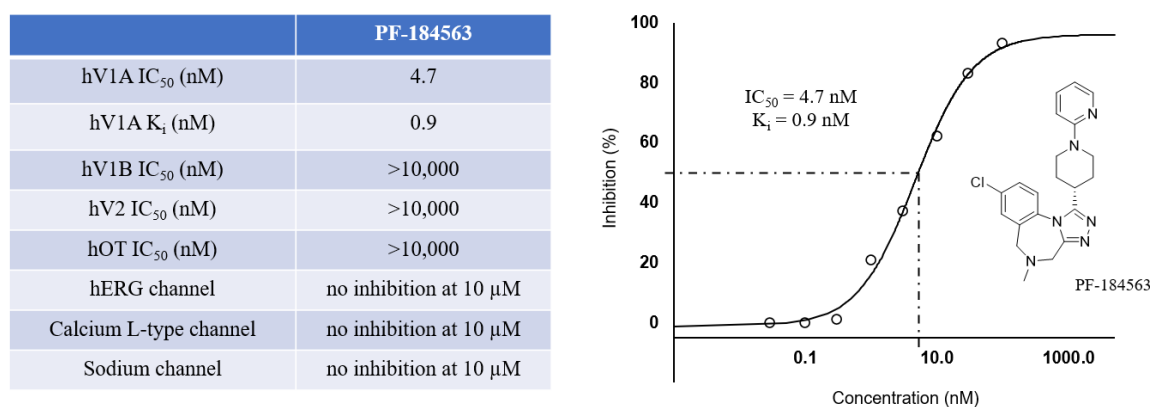 PF-184563
hV1A IC50 (nM) 4.7
hV1A Ki (nM) 0.9
hV1B IC50 (nM) >10,000
hV2 IC50 (nM) >10,000
hOT IC50 (nM) >10,000
hERG channel no inhibition at 10 µM
Calcium L-type channel no inhibition at 10 µM
Sodium channel no inhibition at 10 µM
Inhibition (%)
100
80
60
40
20
0
IC50 = 4.7 nM
Ki = 0.9 nM
N
N
Cl
N
N
N
N
PF-184563
0.1 10.0 1000.0
Concentration (nM)